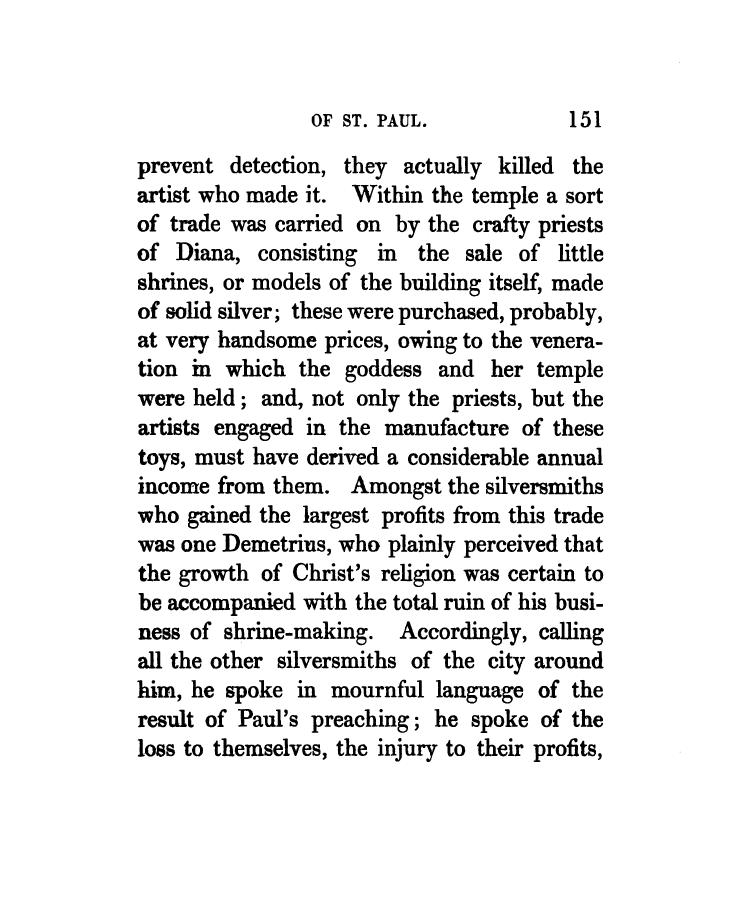 OF ST. PAUL. 151
prevent detection, they actually killed the
artist who made it. Within the temple a sort
of trade was carried on by the crafty priests
of Diana, consisting in the sale of little
shrines, or models of the building itself, made
of solid silver; these were purchased, probably,
at very handsome prices, owing to the venera-
tion in which the goddess and her temple
were held; and, not only the priests, but the
artists engaged in the manufacture of these
toys, must have derived a considerable annual
income from them. Amongst the silversmiths
who gained the largest profits from this trade
was one Demetrius, who plainly perceived that
the growth of Christ's religion was certain to
be accompanied with the total ruin of his busi-
ness of shrine-making. Accordingly, calling
all the other silversmiths of the city around
him, he spoke in mournful language of the
result of Paul's preaching; he spoke of the
loss to themselves, the injury to their profits,